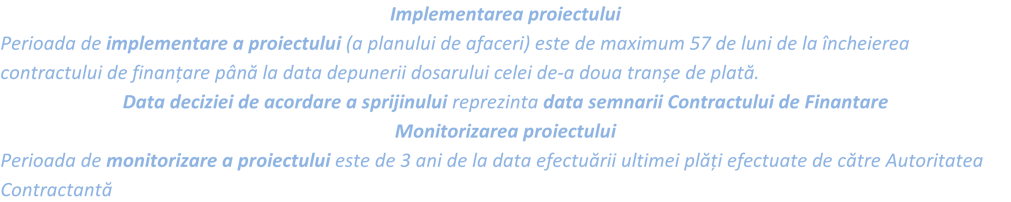 Implementarea proiectului
Perioada de implementare a proiectului (a planului de afaceri) este de maximum 57 de luni de la încheierea
contractului de finanțare până la data depunerii dosarului celei de-a doua tranșe de plată.
Data deciziei de acordare a sprijinului reprezinta data semnarii Contractului de Finantare
Monitorizarea proiectului
Perioada de monitorizare a proiectului este de 3 ani de la data efectuării ultimei plăți efectuate de către Autoritatea
Contractantă